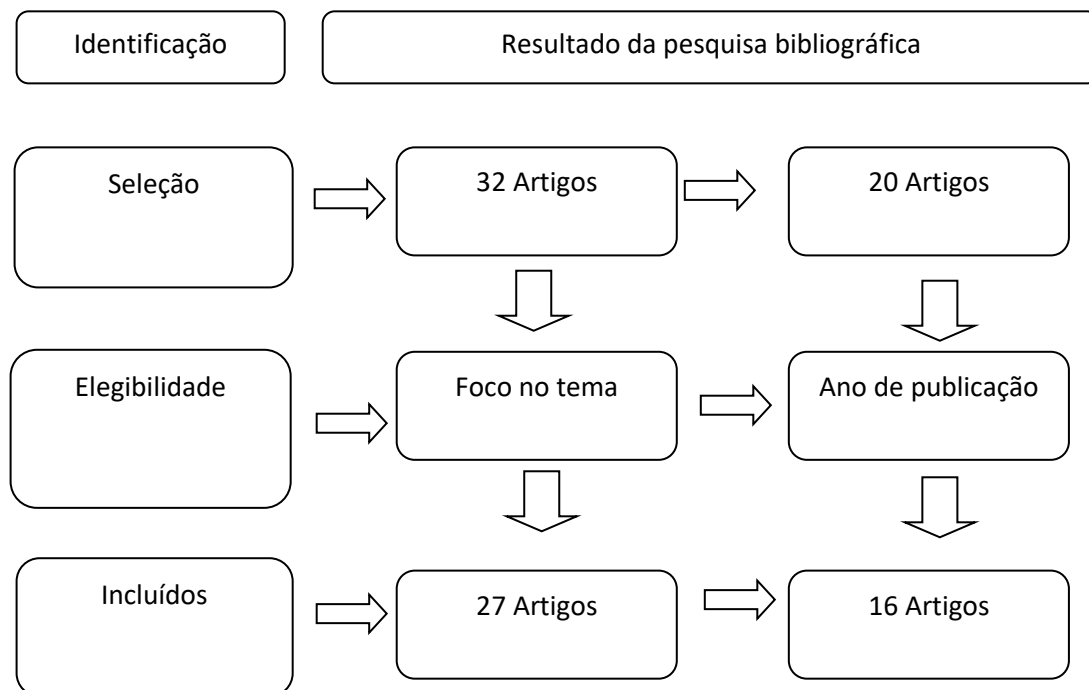 Identificação
Resultado da pesquisa bibliográfica
Seleção
32 Artigos
20 Artigos
Elegibilidade
Foco no tema
Ano de publicação
Incluídos
27 Artigos
16 Artigos